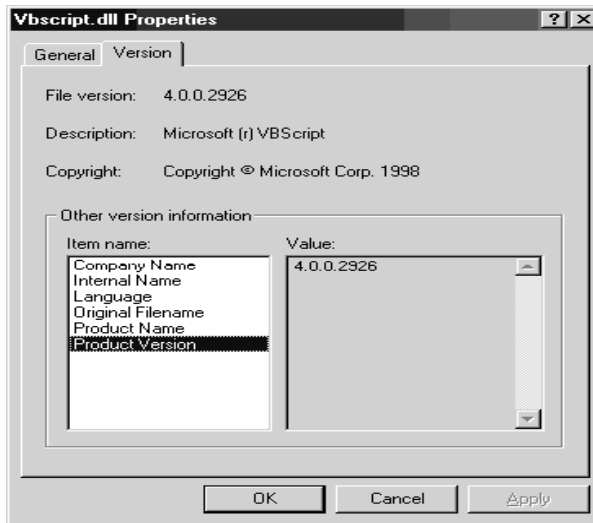 Vbscript.dll Properties
General Version
File version: 4.0.0.2926
Description: Microsoft (r) VBScript
Copyright: Copyright © Microsoft Corp. 1998
Other version information
Item name: Value:
Company Name 4.0.0.2926
Internal Name
Language
Original Filename
Product Name
Product Version
OK Cancel Apply